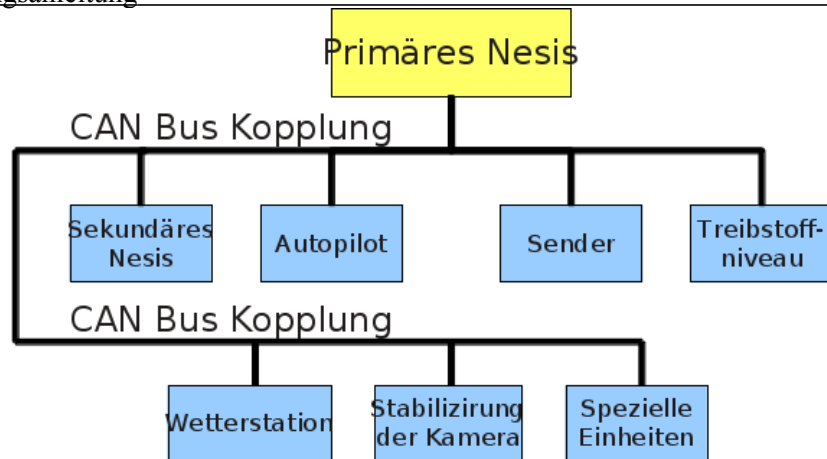 Primäres Nesis
CAN Bus Kopplung
Sekundäres
Nesis
Autopilot
Sender
Treibstoff-
niveau
CAN Bus Kopplung
Wetterstation
Stabilizirung
der Kamera
Spezielle
Einheiten